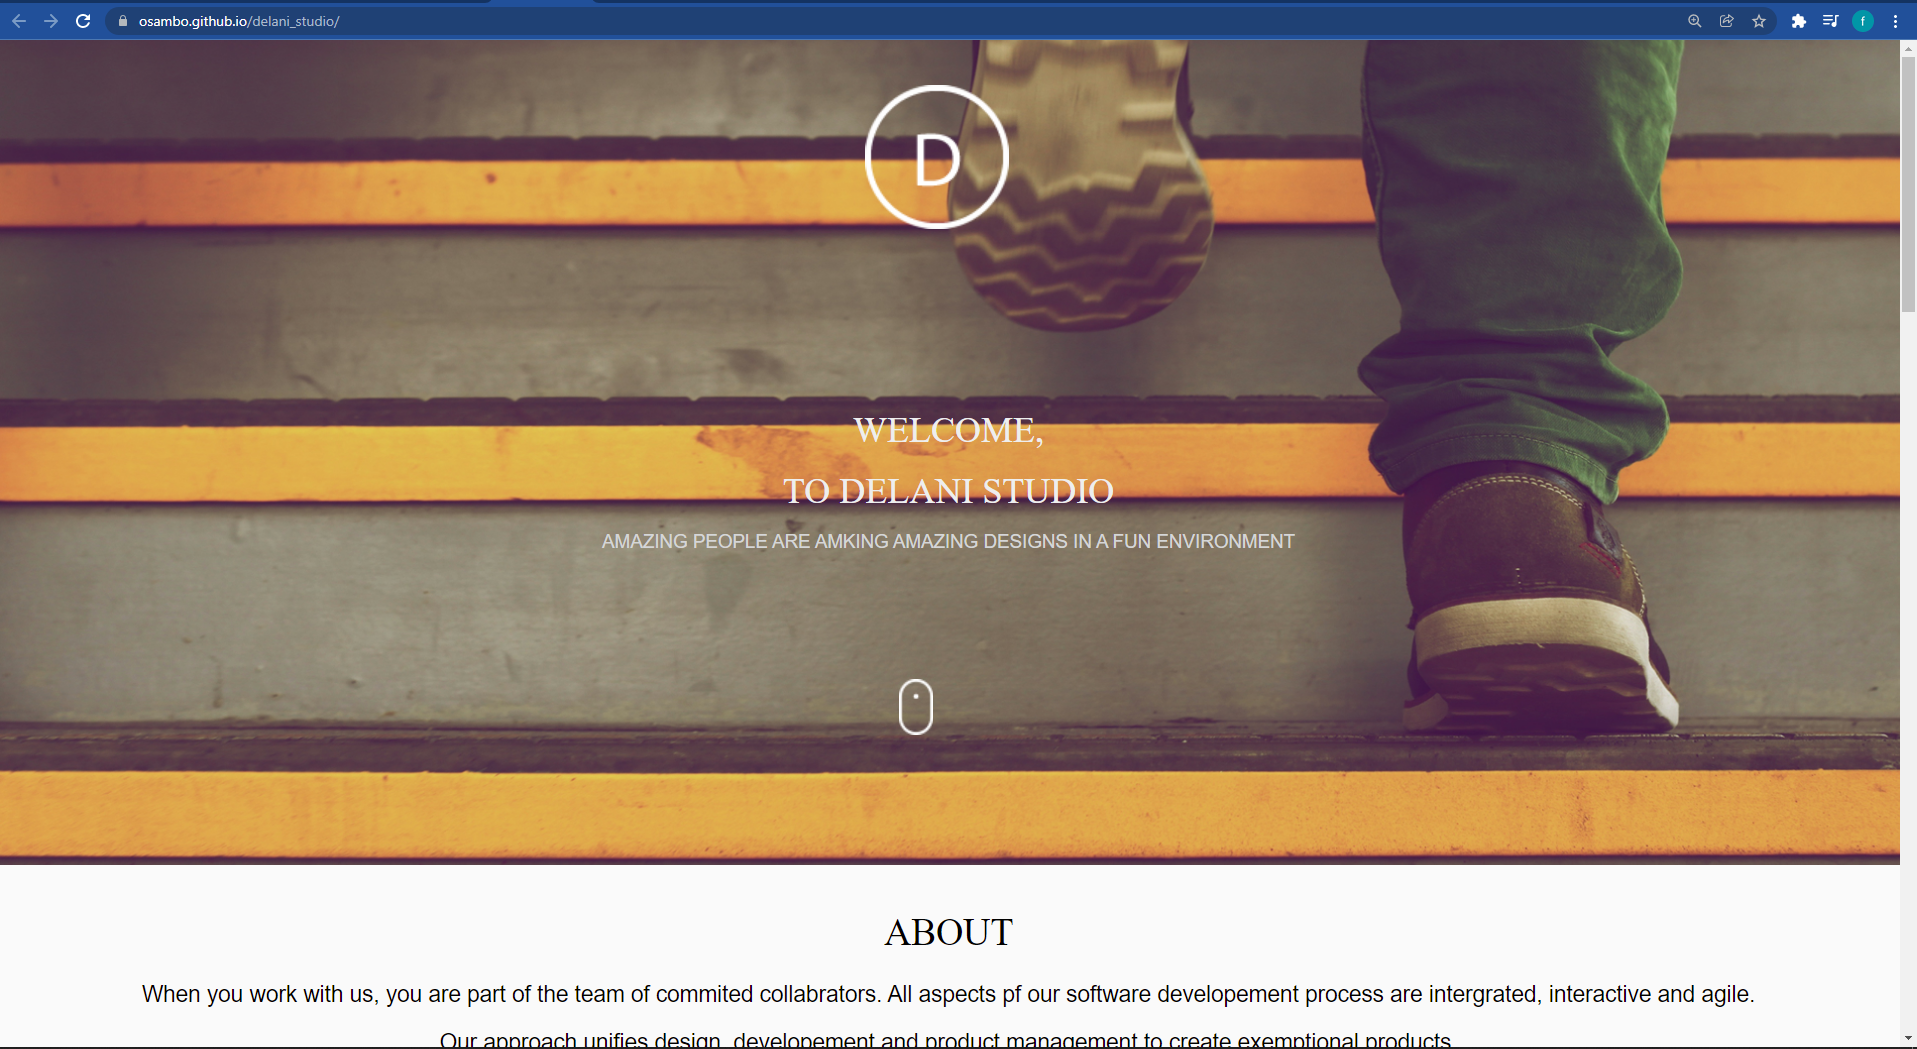 osambo.github.io/delani_studio/
f
D
WELCOME,
TO DELANI STUDIO
AMAZING PEOPLE ARE AMKING AMAZING DESIGNS IN A FUN ENVIRONMENT
ABOUT
When you work with us, you are part of the team of commited collabrators. All aspects pf our software developement process are intergrated, interactive and agile.
Our approach unifies design, developement and product management to create exemptional products